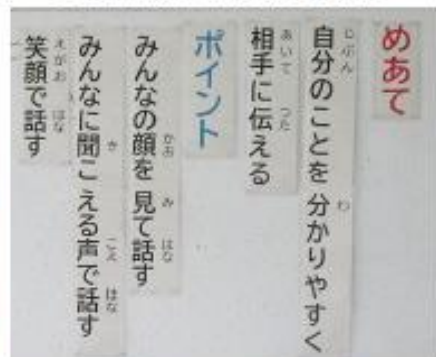 めあて
自分のことを分かりやすく
相手に伝える
ポイント
みんなの顔を見て話す
みんなに聞こえる声で話す
笑顔で話す